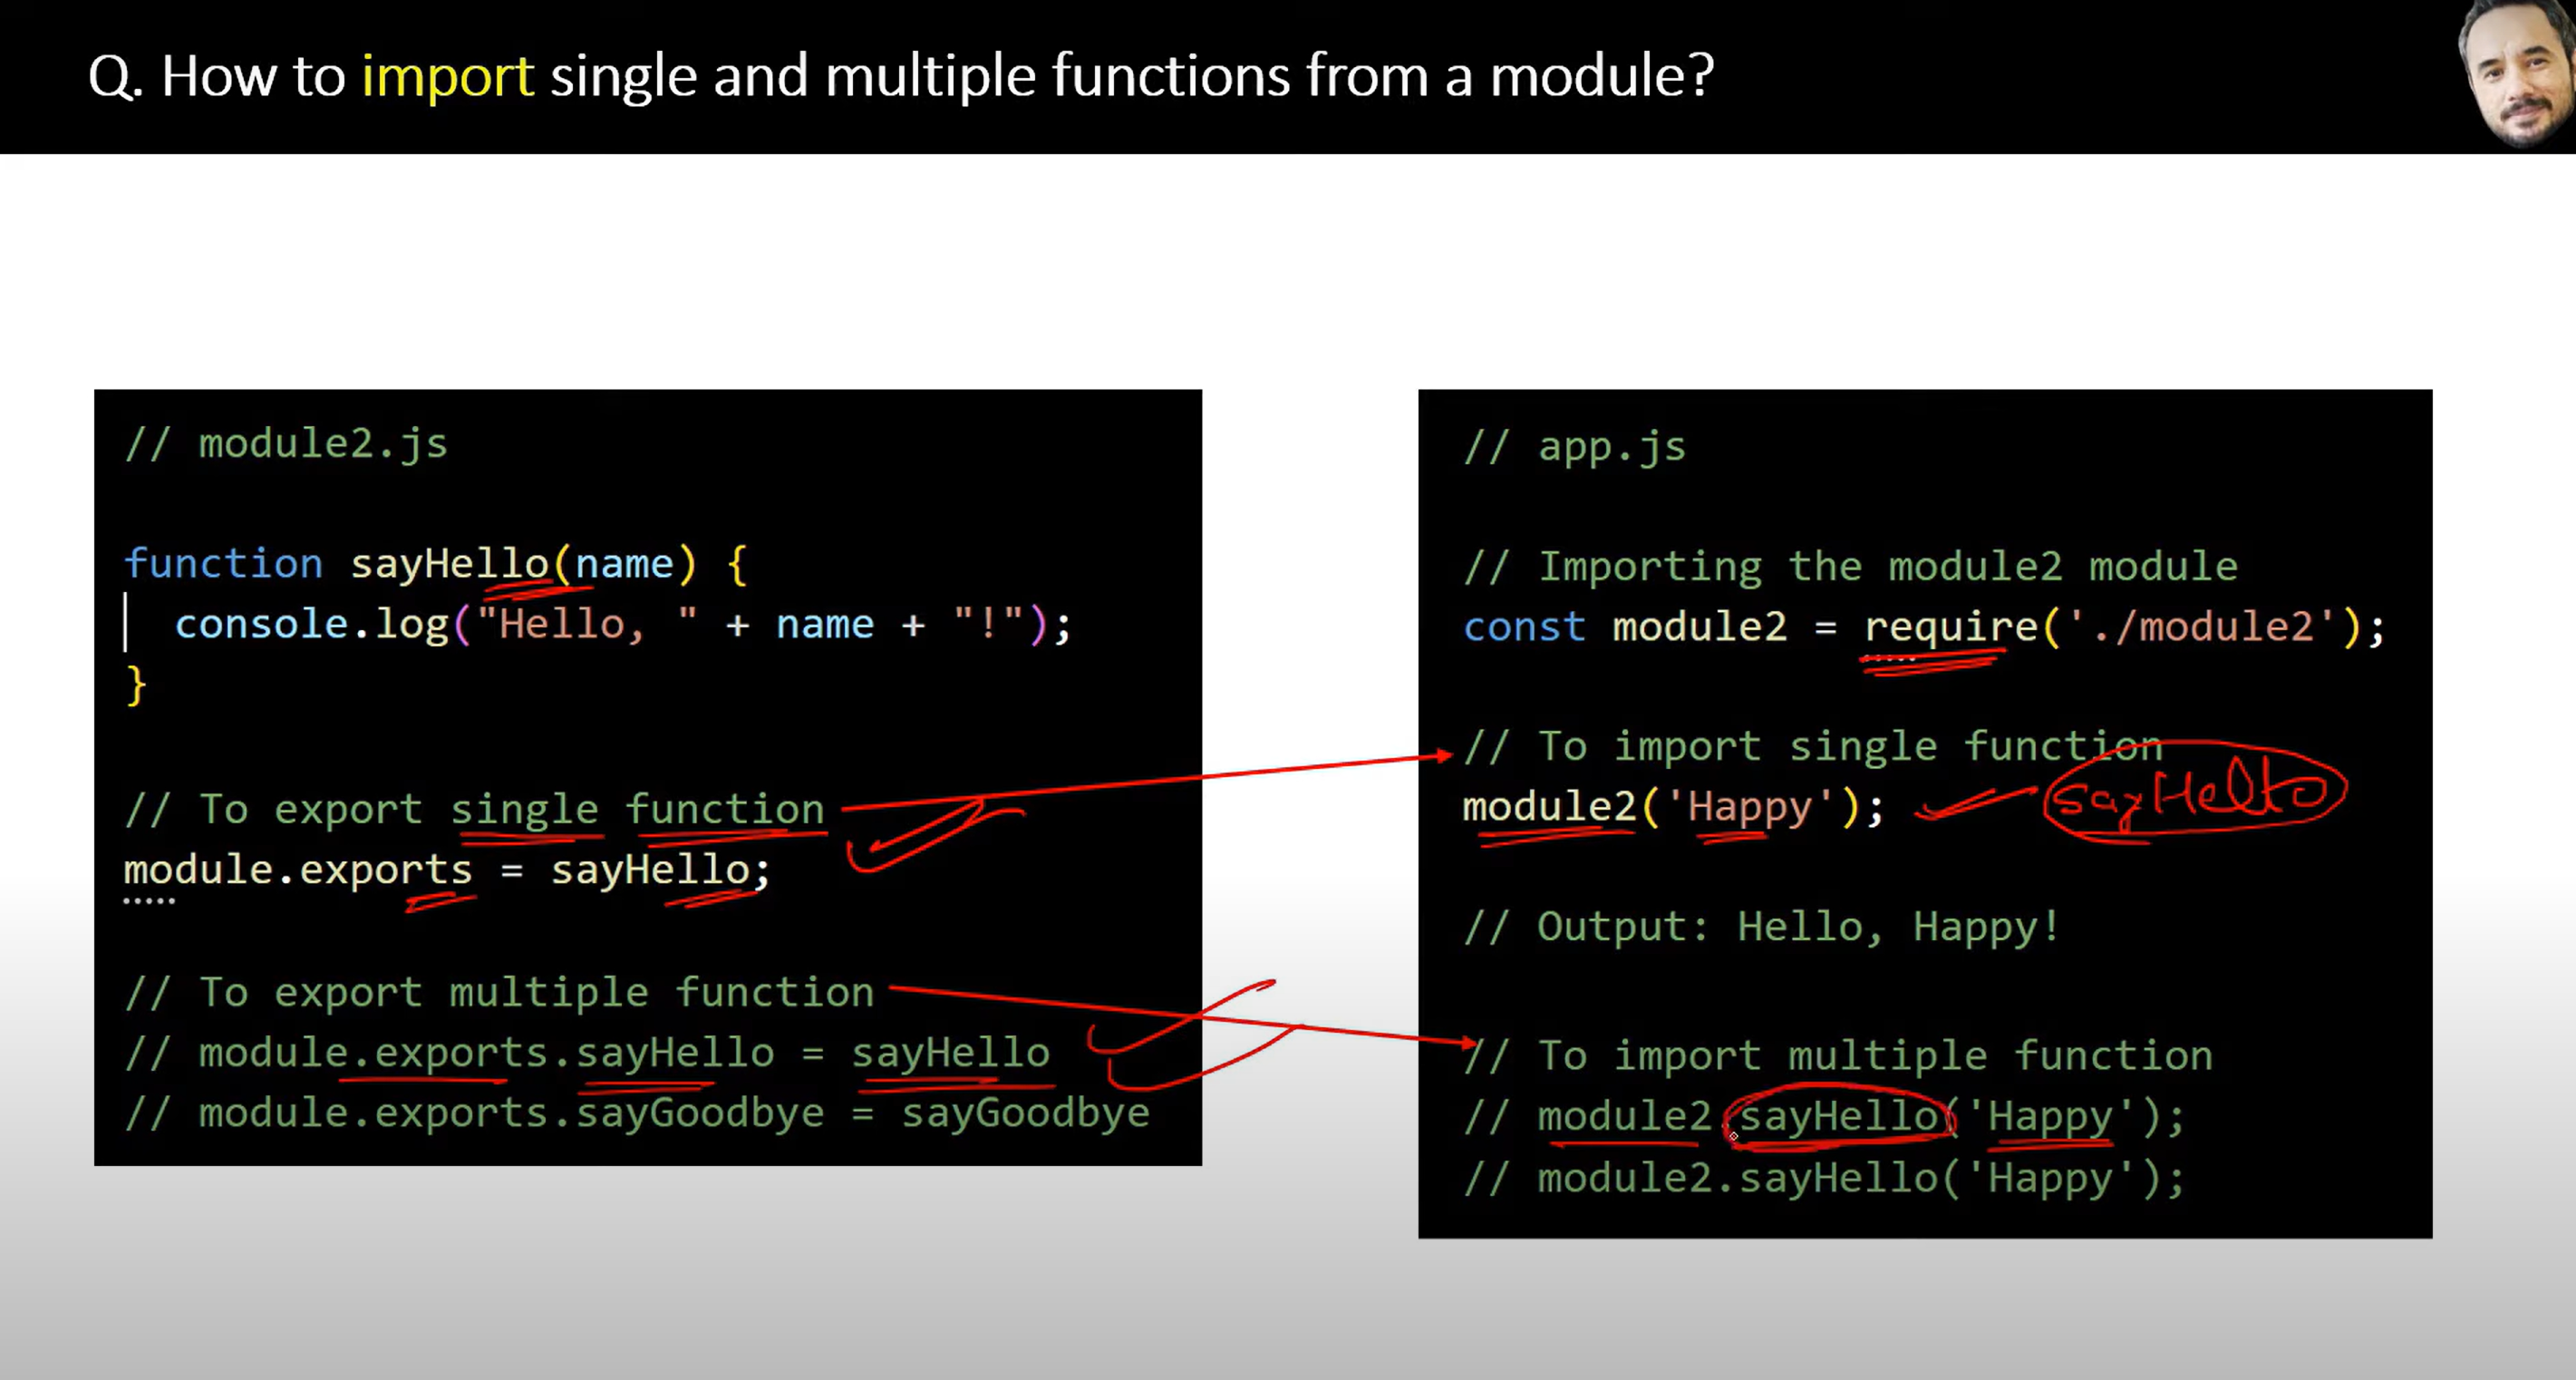 Q. How to import single and multiple functions from a module?
// module2.js
function sayHello(name) {
console.log("Hello, " + name + "!");
}
// To export single function
module.exports = sayHello;
// To export multiple function
// module.exports.sayHello = sayHello
// module.exports.sayGoodbye = sayGoodbye
// app.js
// Importing the module2 module
const module2 = require('./module2');
// To import single function
module2('Happy');
sayHello
// Output: Hello, Happy!
// To import multiple function
// module2.sayHello('Happy');
// module2.sayHello('Happy');